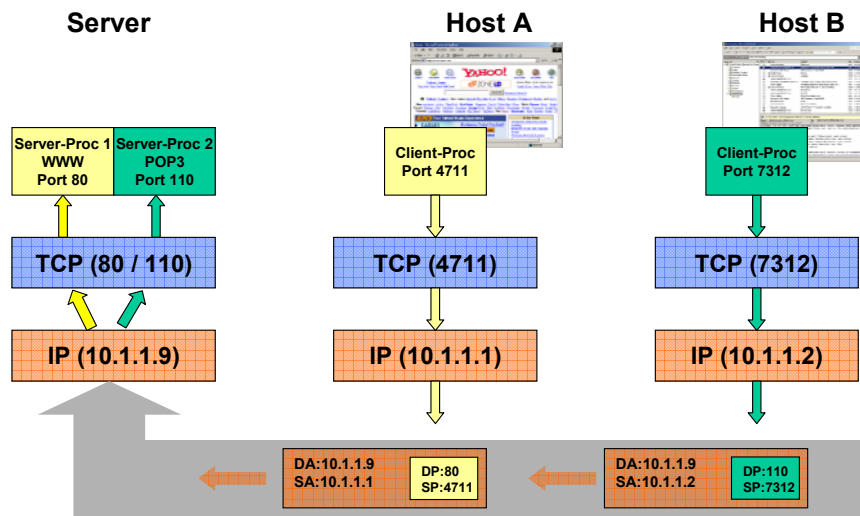 Server
Host A
Host B
YAHOO!
Server-Proc 1
WWW
Port 80
Server-Proc 2
POP3
Port 110
Client-Proc
Port 4711
Client-Proc
Port 7312
TCP (80 / 110)
TCP (4711)
TCP (7312)
IP (10.1.1.9)
IP (10.1.1.1)
IP (10.1.1.2)
DA:10.1.1.9
SA:10.1.1.1
DP:80
SP:4711
DA:10.1.1.9
SA:10.1.1.2
DP:110
SP:7312